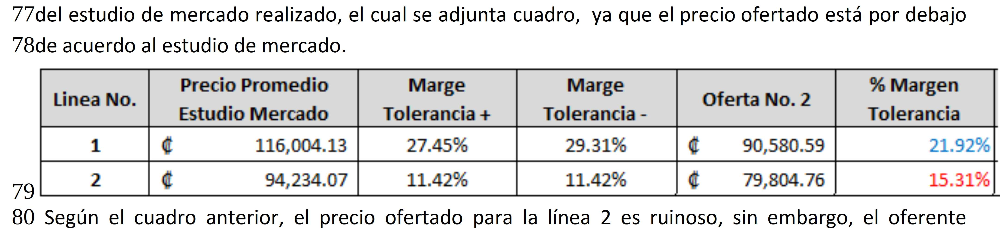 77del estudio de mercado realizado, el cual se adjunta cuadro,  ya que el precio ofertado está por debajo
78de acuerdo al estudio de mercado.
Linea No. Precio Promedio Estudio Mercado Marge Tolerancia + Marge Tolerancia - Oferta No. 2 % Margen Tolerancia
1 ₡ 116,004.13 27.45% 29.31% ₡ 90,580.59 21.92%
79 2 ₡ 94,234.07 11.42% 11.42% ₡ 79,804.76 15.31%
80 Según el cuadro anterior, el precio ofertado para la línea 2 es ruinoso, sin embargo, el oferente